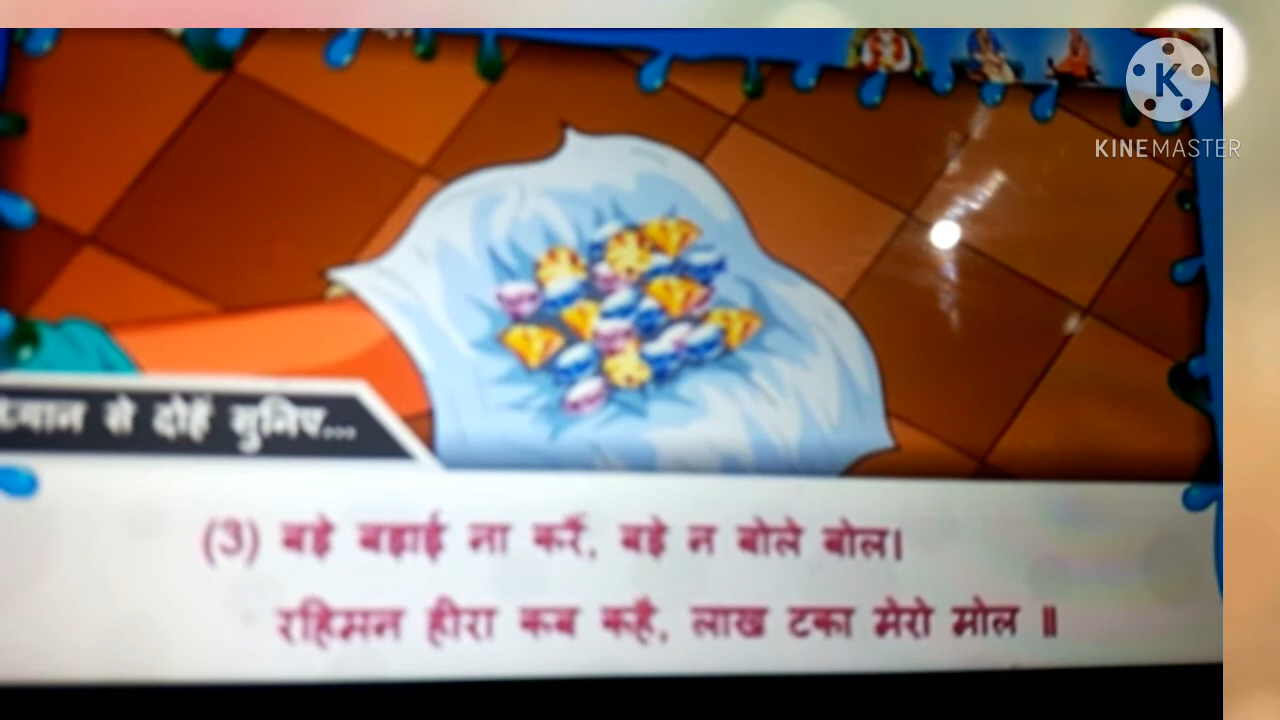 KINEMASTER
से दोहें सुनिए...
(3) बड़े बड़ाई ना करैं, बड़े न बोले बोल।
रहिमन हीरा कब कहै, लाख टका मेरो मोल ॥